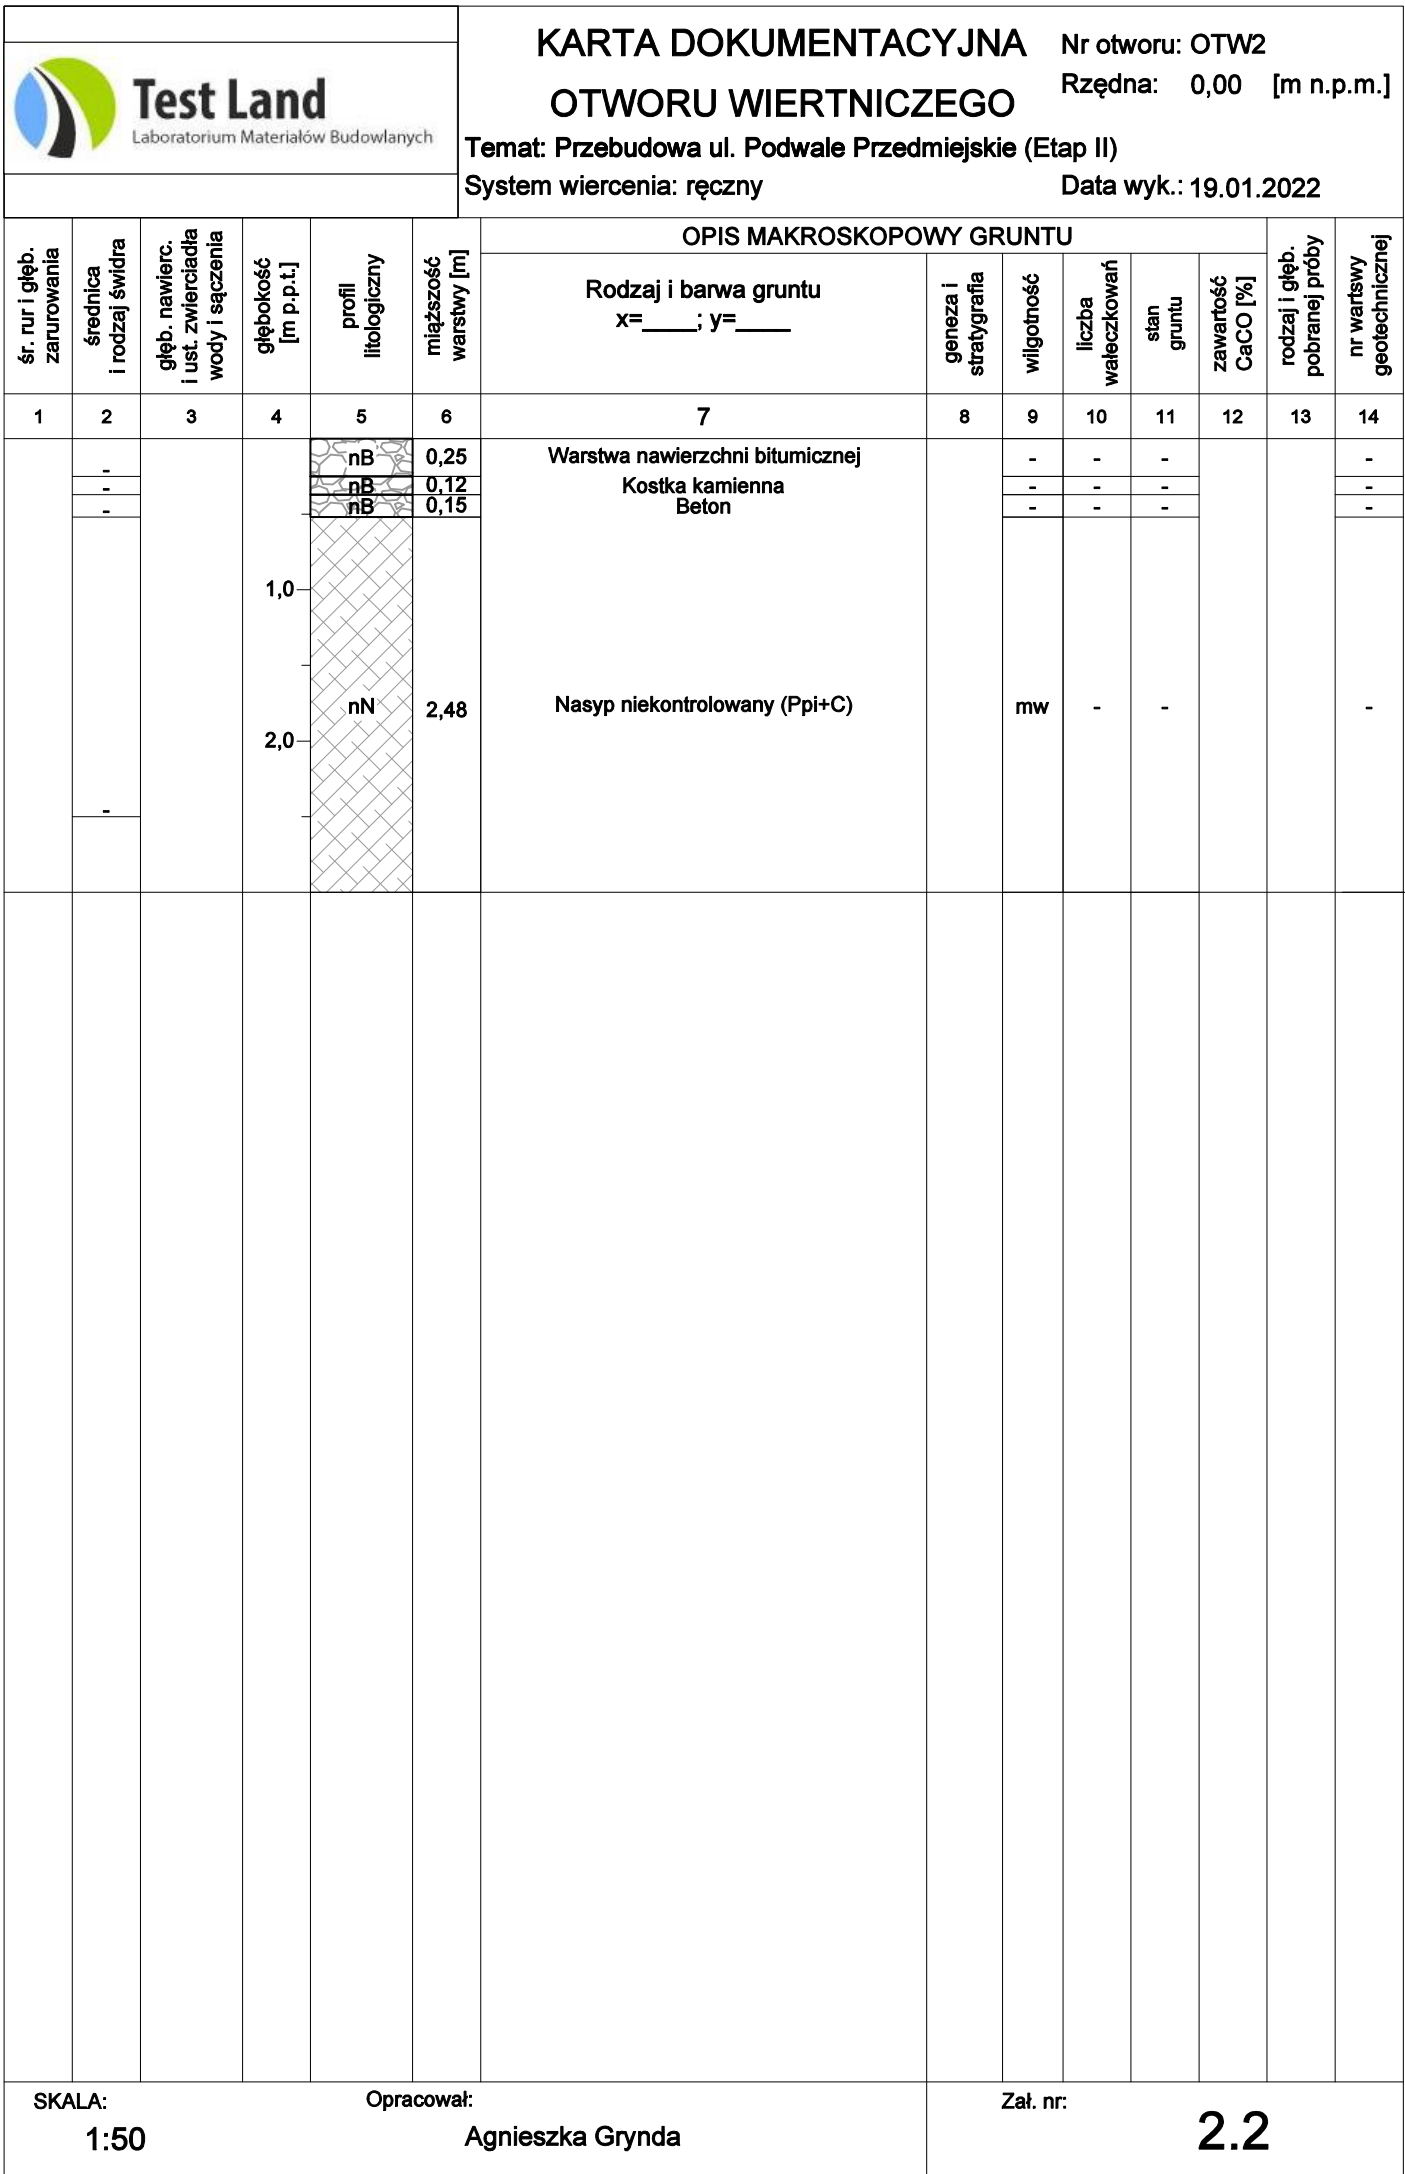 Test Land
Laboratorium Materiałów Budowlanych
KARTA DOKUMENTACYJNA
OTWORU WIERTNICZEGO
Nr otworu: OTW2
Rzędna: 0,00 [m n.p.m.]
Temat: Przebudowa ul. Podwale Przedmiejskie (Etap II)
System wiercenia: ręczny
Data wyk.: 19.01.2022
śr. rur i głęb.
zarurowania
średnica
i rodzaj świdra
głęb. nawierc.
i ust. zwierciadła
wody i sączenia
głębokość
[m p.p.t.]
profil
litologiczny
miąższość
warstwy [m]
OPIS MAKROSKOPOWY GRUNTU
Rodzaj i barwa gruntu
x=____; y=____
geneza i
stratygrafia
wilgotność
liczba
wałeczkowań
stan
gruntu
zawartość
CaCO [%]
rodzaj i głęb.
pobranej próby
nr wartswy
geotechnicznej
1 2 3 4 5 6 7 8 9 10 11 12 13 14
- nB 0,25 Warstwa nawierzchni bitumicznej - - - -
- nB 0,12 Kostka kamienna - - - -
- nB 0,15 Beton - - - -
1,0
nN 2,48 Nasyp niekontrolowany (Ppi+C) mw - - -
2,0
-
SKALA:
1:50
Opracował:
Agnieszka Grynda
Zał. nr:
2.2